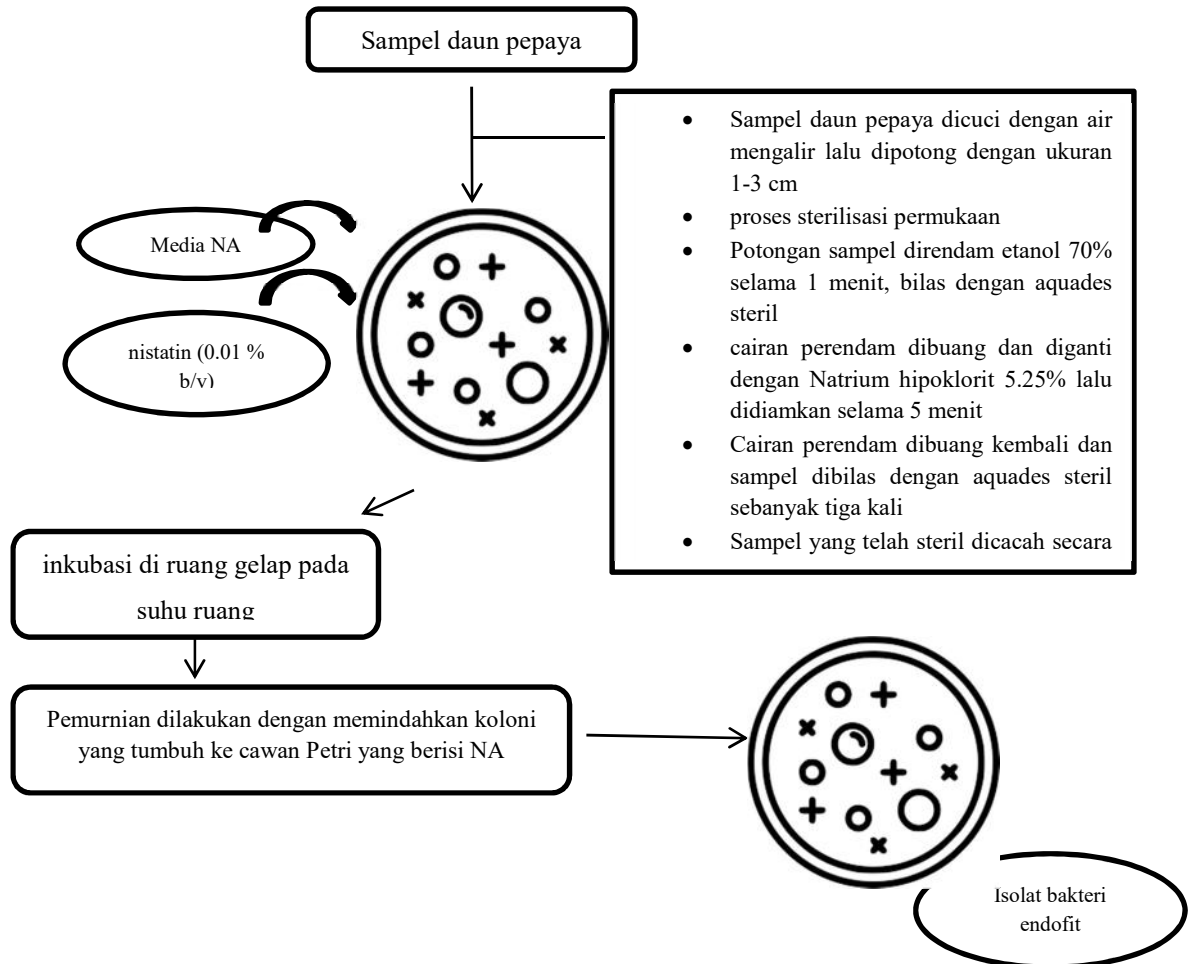 Sampel daun pepaya
• Sampel daun pepaya dicuci dengan air
mengalir lalu dipotong dengan ukuran
1-3 cm
• proses sterilisasi permukaan
• Potongan sampel direndam etanol 70%
selama 1 menit, bilas dengan aquades
steril
• cairan perendam dibuang dan diganti
dengan Natrium hipoklorit 5.25% lalu
didiamkan selama 5 menit
• Cairan perendam dibuang kembali dan
sampel dibilas dengan aquades steril
sebanyak tiga kali
• Sampel yang telah steril dicacah secara
Media NA
nistatin (0.01 %
b/v)
inkubasi di ruang gelap pada
suhu ruang
Pemurnian dilakukan dengan memindahkan koloni
yang tumbuh ke cawan Petri yang berisi NA
Isolat bakteri
endofit